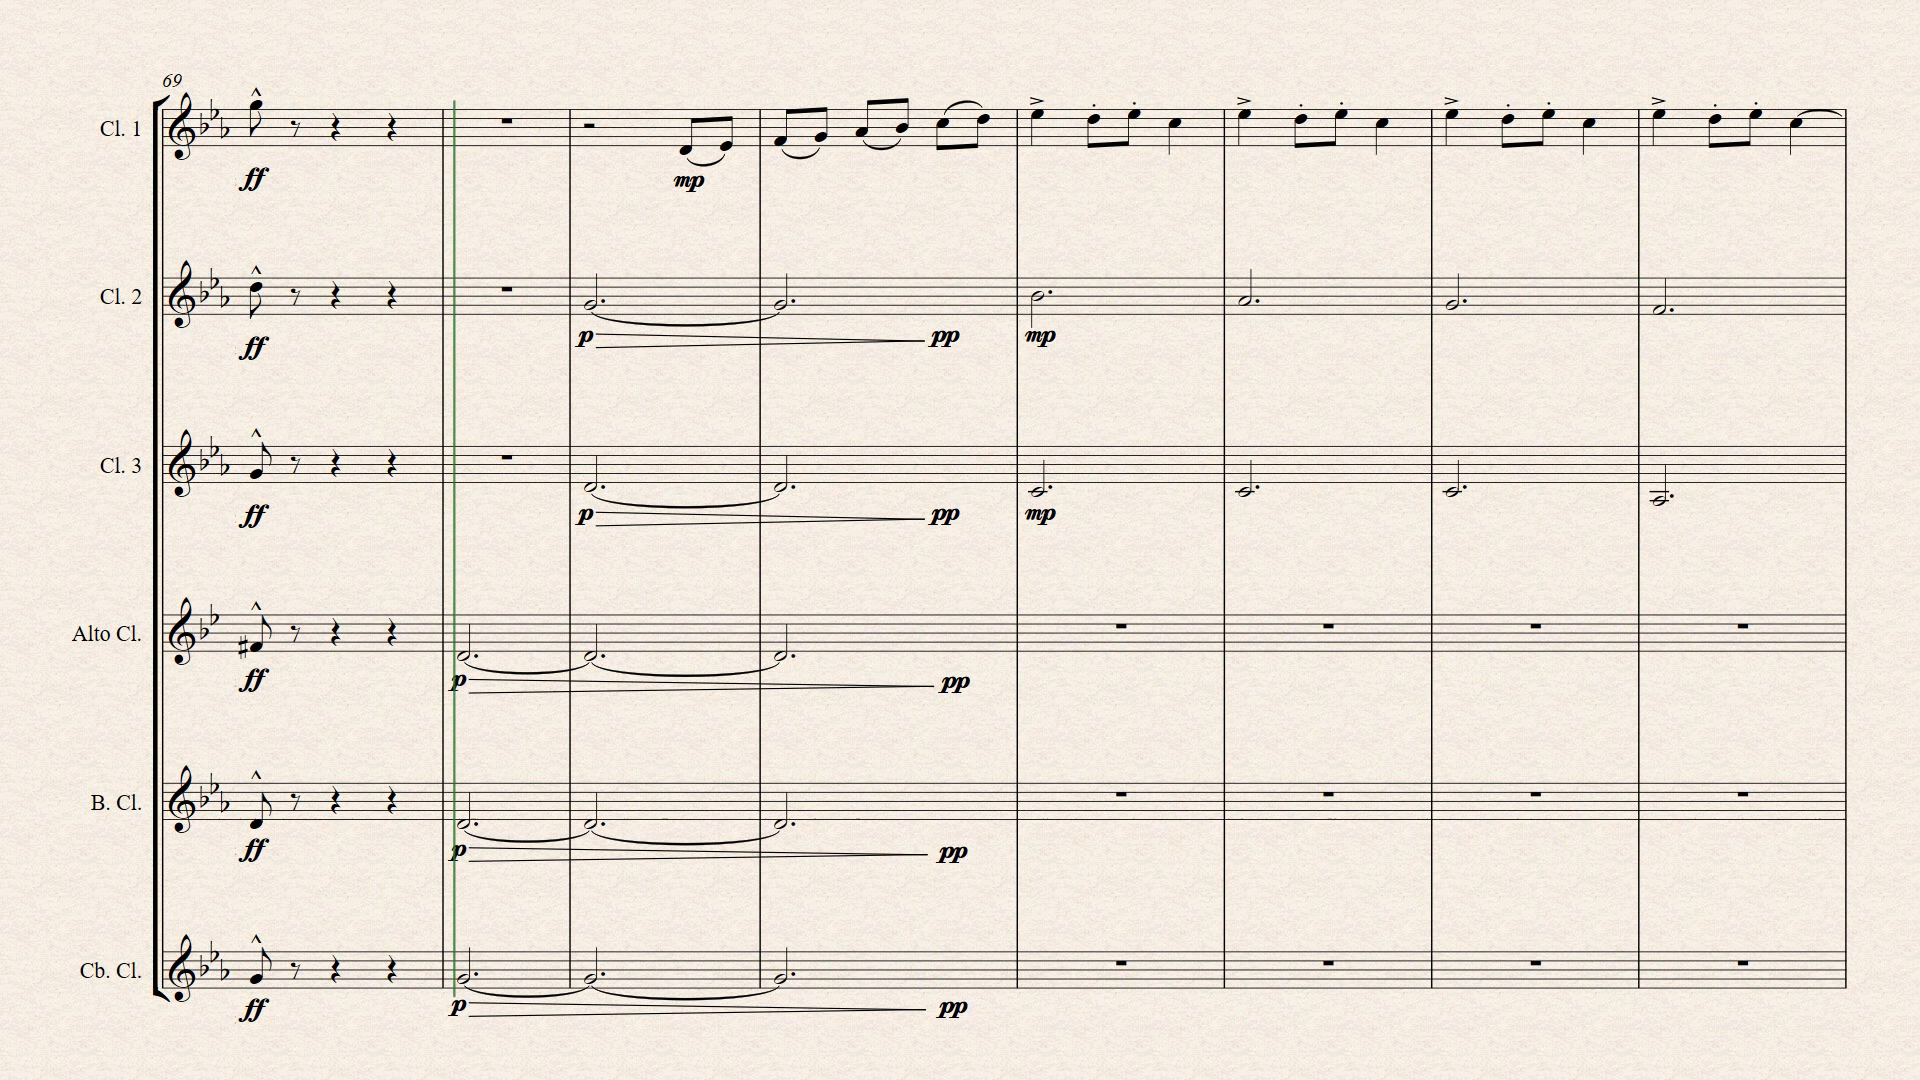 69
Cl. 1
ff
mp
Cl. 2
ff
p
pp
mp
Cl. 3
ff
p
pp
mp
Alto Cl.
ff
p
pp
B. Cl.
ff
p
pp
Cb. Cl.
ff
p
pp